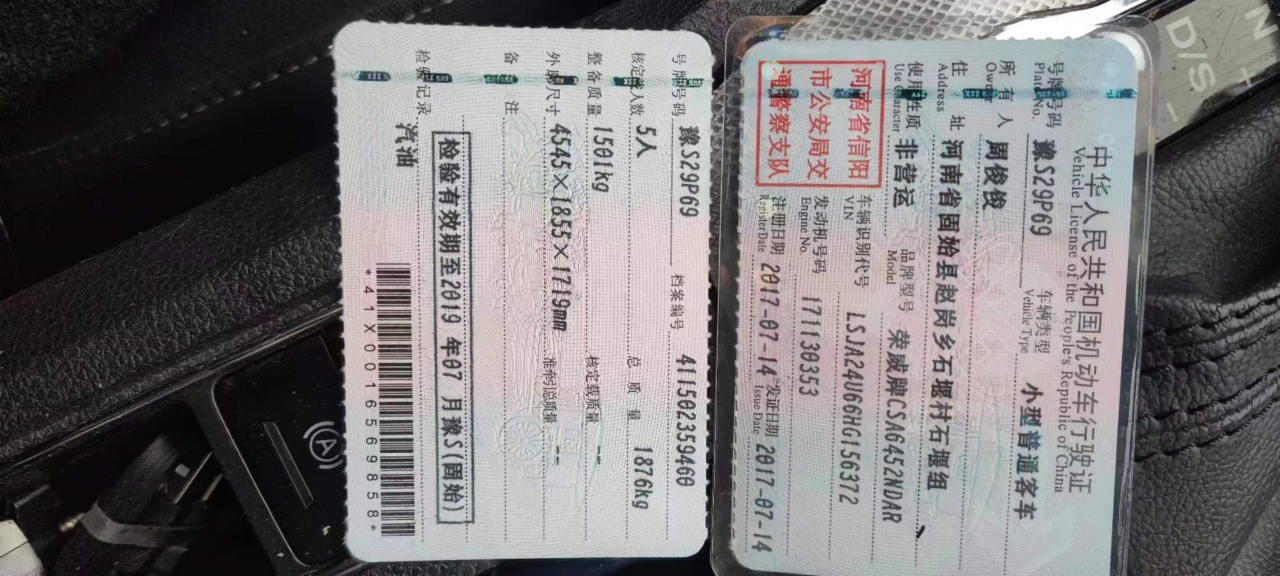 中华人民共和国机动车行驶证
Vehicle License of the People's Republic of China
号牌号码 豫S29P69 车辆类型 小型普通客车
Plate No. Vehicle Type
所有人 周俊俊
Owner
住址 河南省固始县赵岗乡石堰村石堰组
Address
使用性质 非营运 品牌型号 荣威牌CSA6452NDAR
Use Character Model
河南省信阳市公安局交通警察支队
车辆识别代号 LSJA24U66HG156372
VIN
发动机号码 171130353
Engine No.
注册日期 2017-07-14 发证日期 2017-07-14
Register Date Issue Date
号牌号码 豫S29P69 档案编号 411502359460
核定载人数 5人 总质量 1876kg
整备质量 1501kg 核定载质量 --
外廓尺寸 4545×1855×1719mm 准牵引总质量 --
备注
检验有效期至2019 年07 月豫S(固始)
检验记录
汽油
*41X0016569858*
N
D/S
+
-
(A)